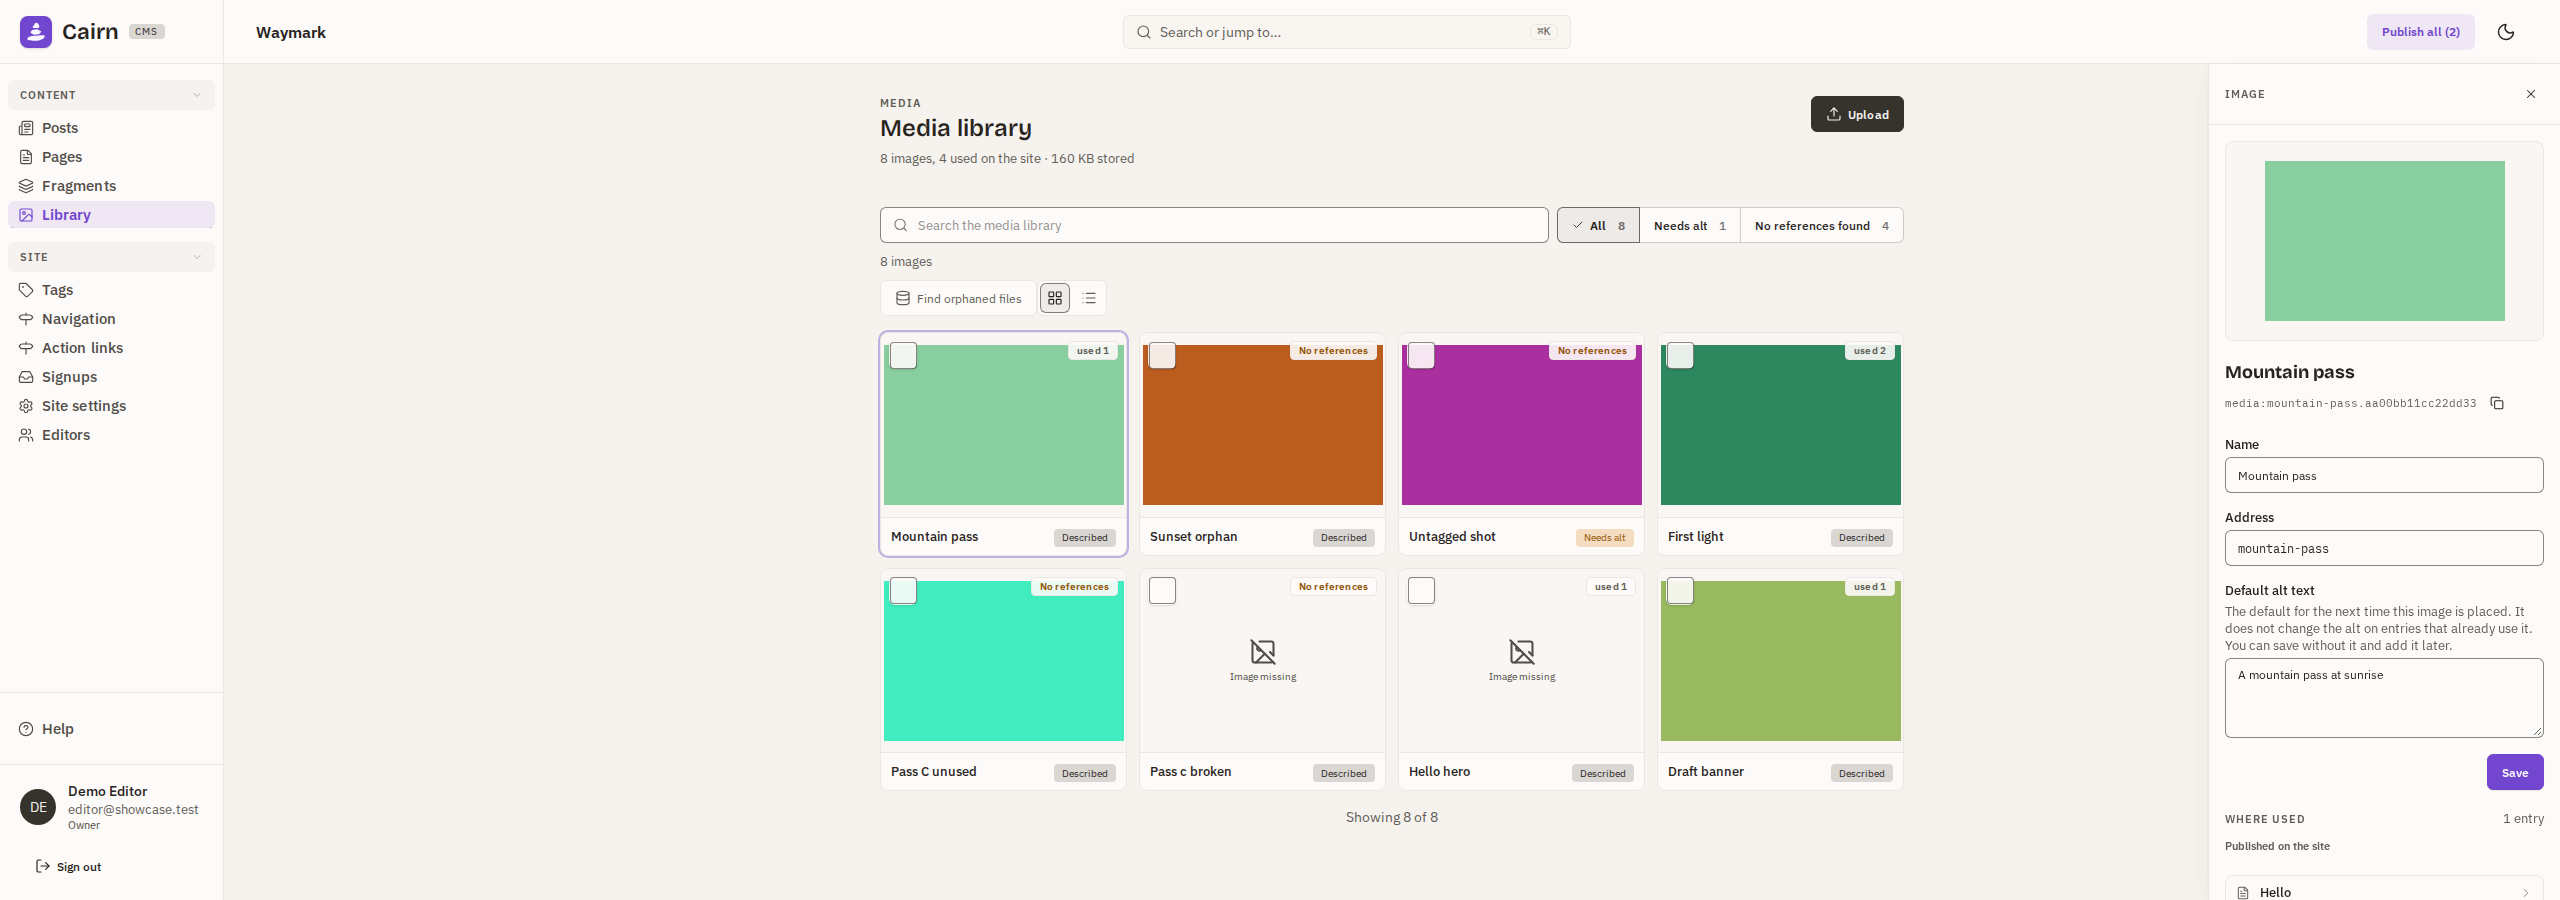 Cairn CMS
Waymark
Search or jump to...
⌘K
Publish all (2)
CONTENT
Posts
Pages
Fragments
Library
SITE
Tags
Navigation
Action links
Signups
Site settings
Editors
Help
DE
Demo Editor
editor@showcase.test
Owner
Sign out
MEDIA
Media library
8 images, 4 used on the site · 160 KB stored
Upload
Search the media library
All 8
Needs alt 1
No references found 4
8 images
Find orphaned files
used 1
Mountain pass
Described
No references
Sunset orphan
Described
No references
Untagged shot
Needs alt
used 2
First light
Described
No references
Pass C unused
Described
No references
Image missing
Pass c broken
Described
used 1
Image missing
Hello hero
Described
used 1
Draft banner
Described
Showing 8 of 8
IMAGE
Mountain pass
media:mountain-pass.aa00bb11cc22dd33
Name
Mountain pass
Address
mountain-pass
Default alt text
The default for the next time this image is placed. It
does not change the alt on entries that already use it.
You can save without it and add it later.
A mountain pass at sunrise
Save
WHERE USED
1 entry
Published on the site
Hello